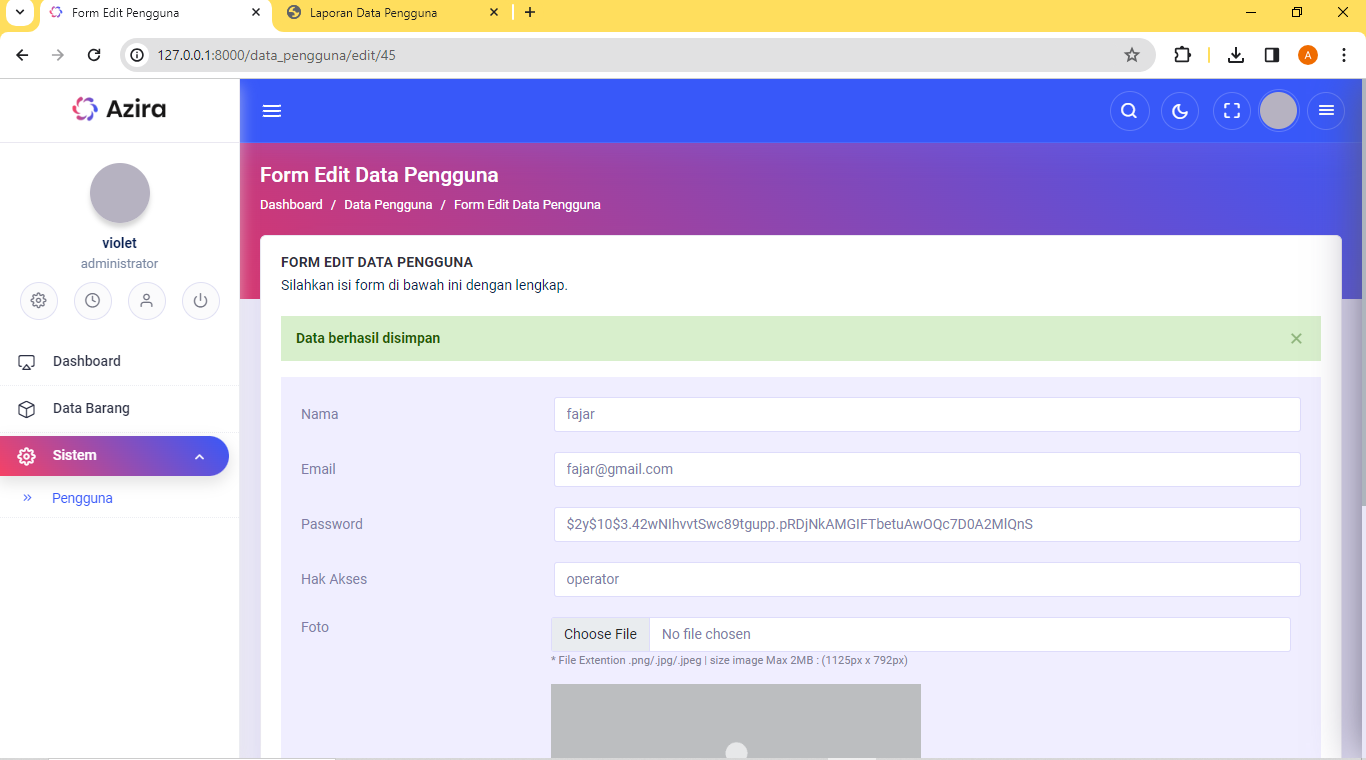 Form Edit Pengguna
Laporan Data Pengguna
127.0.0.1:8000/data_pengguna/edit/45
A
Azira
violet
administrator
Dashboard
Data Barang
Sistem
Pengguna
Form Edit Data Pengguna
Dashboard / Data Pengguna / Form Edit Data Pengguna
FORM EDIT DATA PENGGUNA
Silahkan isi form di bawah ini dengan lengkap.
Data berhasil disimpan
Nama fajar
Email fajar@gmail.com
Password $2y$10$3.42wNIhvvtSwc89tgupp.pRDjNkAMGIFTbetuAwOQc7D0A2MlQnS
Hak Akses operator
Foto Choose File No file chosen
* File Extention .png/.jpg/.jpeg | size image Max 2MB : (1125px x 792px)